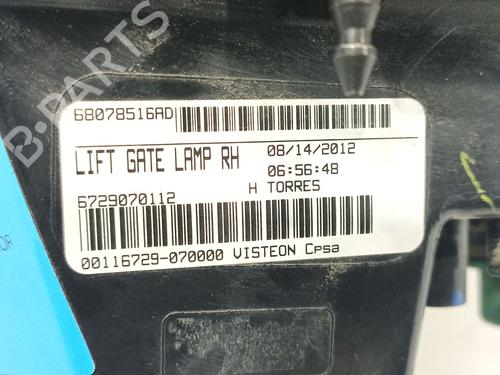 B-PARTS
68078516AD
LIFT GATE LAMP RH 08/14/2012
06:56:48
6729070112 H TORRES
00116729-070000 VISTEON Cpsa